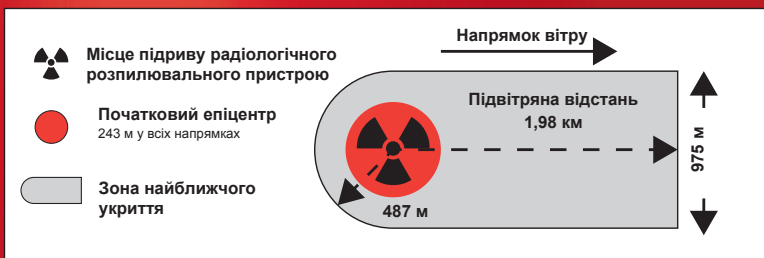 Місце підриву радіологічного
розпилювального пристрою
Початковий епіцентр
243 м у всіх напрямках
Зона найближчого
укриття
Напрямок вітру
Підвітряна відстань
1,98 км
487 м
975 м